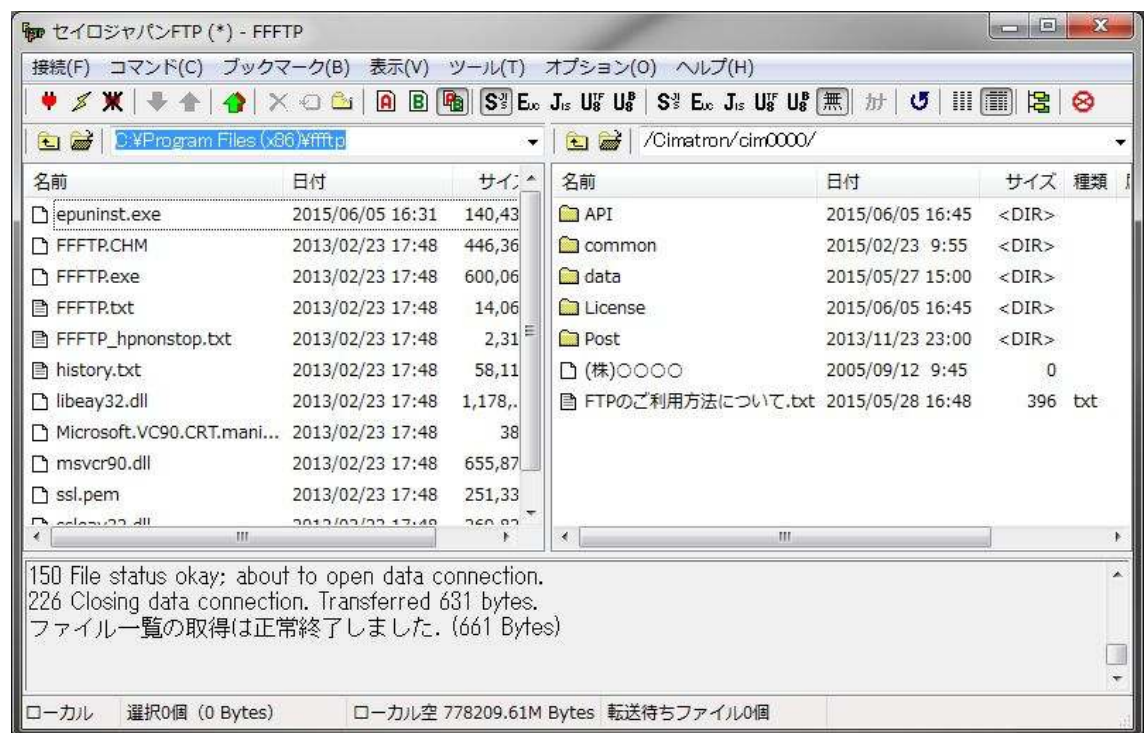 セイロジャパンFTP (*) - FFFTP
接続(F) コマンド(C) ブックマーク(B) 表示(V) ツール(T) オプション(O) ヘルプ(H)
C:¥Program Files (x86)¥ffftp
/Cimatron/cim0000/
名前 日付
epuninst.exe 2015/06/05 16:31 140,43
FFFTP.CHM 2013/02/23 17:48 446,36
FFFTP.exe 2013/02/23 17:48 600,06
FFFTP.txt 2013/02/23 17:48 14,06
FFFTP_hpnonstop.txt 2013/02/23 17:48 2,31
history.txt 2013/02/23 17:48 58,11
libeay32.dll 2013/02/23 17:48 1,178,.
Microsoft.VC90.CRT.mani... 2013/02/23 17:48 38
msvcr90.dll 2013/02/23 17:48 655,87
ssl.pem 2013/02/23 17:48 251,33
名前 日付 サイズ 種類
API 2015/06/05 16:45 <DIR>
common 2015/02/23 9:55 <DIR>
data 2015/05/27 15:00 <DIR>
License 2015/06/05 16:45 <DIR>
Post 2013/11/23 23:00 <DIR>
(株)○○○○ 2005/09/12 9:45 0
FTPのご利用方法について.txt 2015/05/28 16:48 396 txt
150 File status okay; about to open data connection.
226 Closing data connection. Transferred 631 bytes.
ファイル一覧の取得は正常終了しました. (661 Bytes)
ローカル 選択0個 (0 Bytes) ローカル空 778209.61M Bytes 転送待ちファイル0個